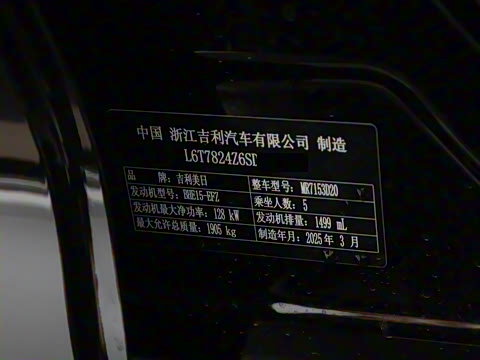 中国 浙江吉利汽车有限公司 制造
L6T7824Z6S
品 牌：吉利美日 整车型号：MR7153D20
发动机型号：BHE15-EFZ 乘坐人数：5
发动机最大净功率：128 kW 发动机排量：1499 mL
最大允许总质量：1905 kg 制造年月：2025 年 3 月